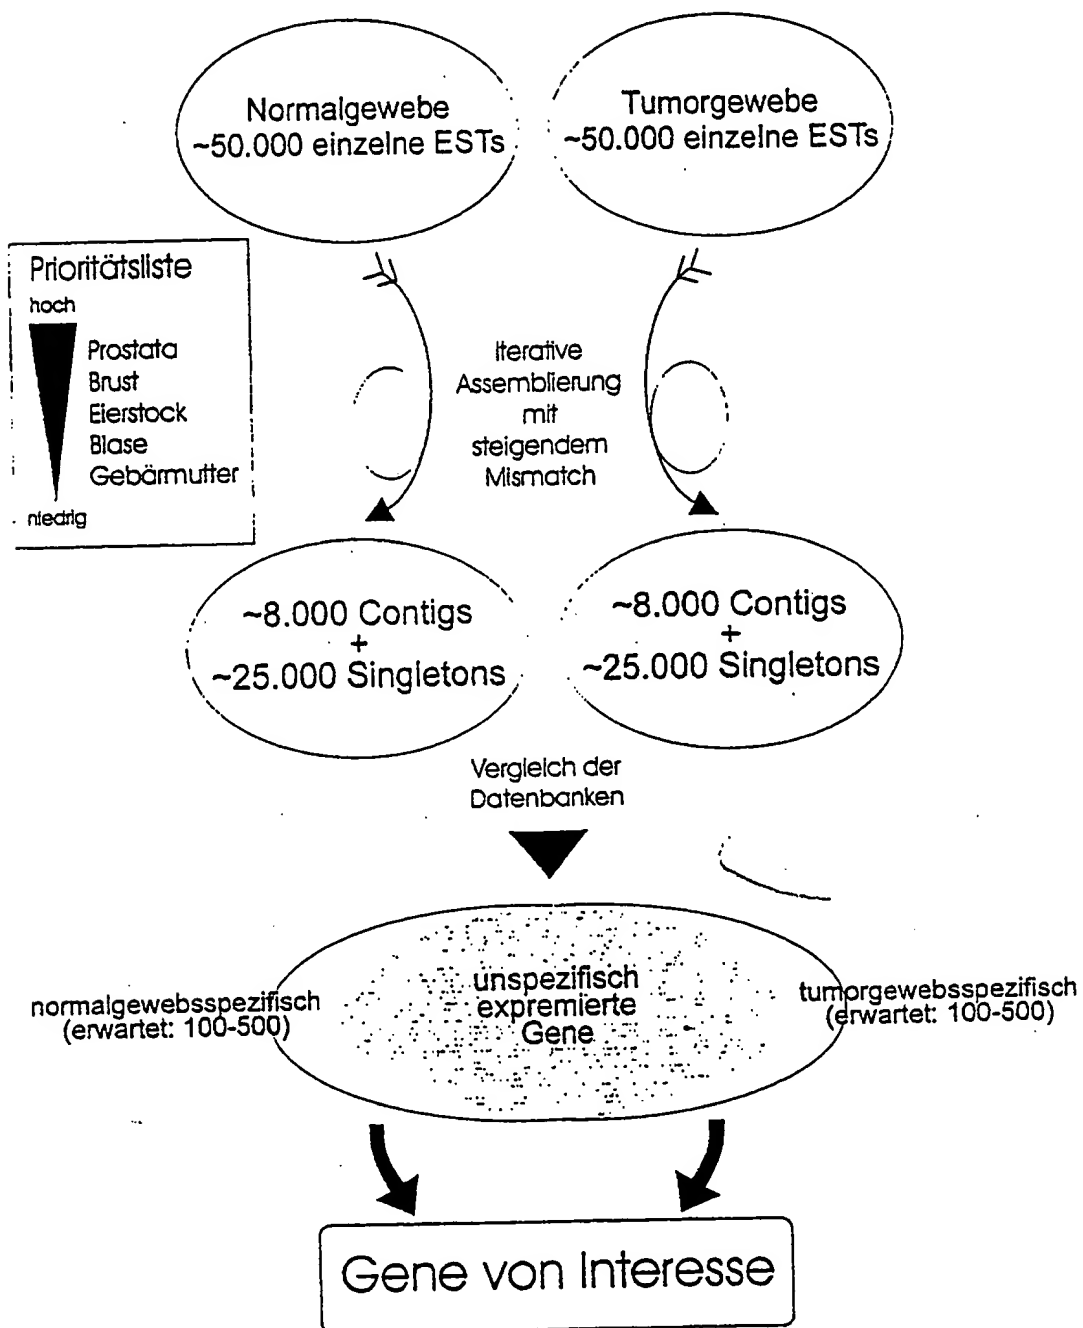 Normalgewebe
~50.000 einzelne ESTs
Tumorgewebe
~50.000 einzelne ESTs
Prioritätsliste
hoch
Prostata
Brust
Eierstock
Blase
Gebärmutter
niedrig
Iterative
Assemblierung
mit
steigendem
Mismatch
~8.000 Contigs
+
~25.000 Singletons
~8.000 Contigs
+
~25.000 Singletons
Vergleich der
Datenbanken
normalgewebsspezifisch
(erwartet: 100-500)
unspezifisch
expremierte
Gene
tumorgewebsspezifisch
(erwartet: 100-500)
Gene von Interesse